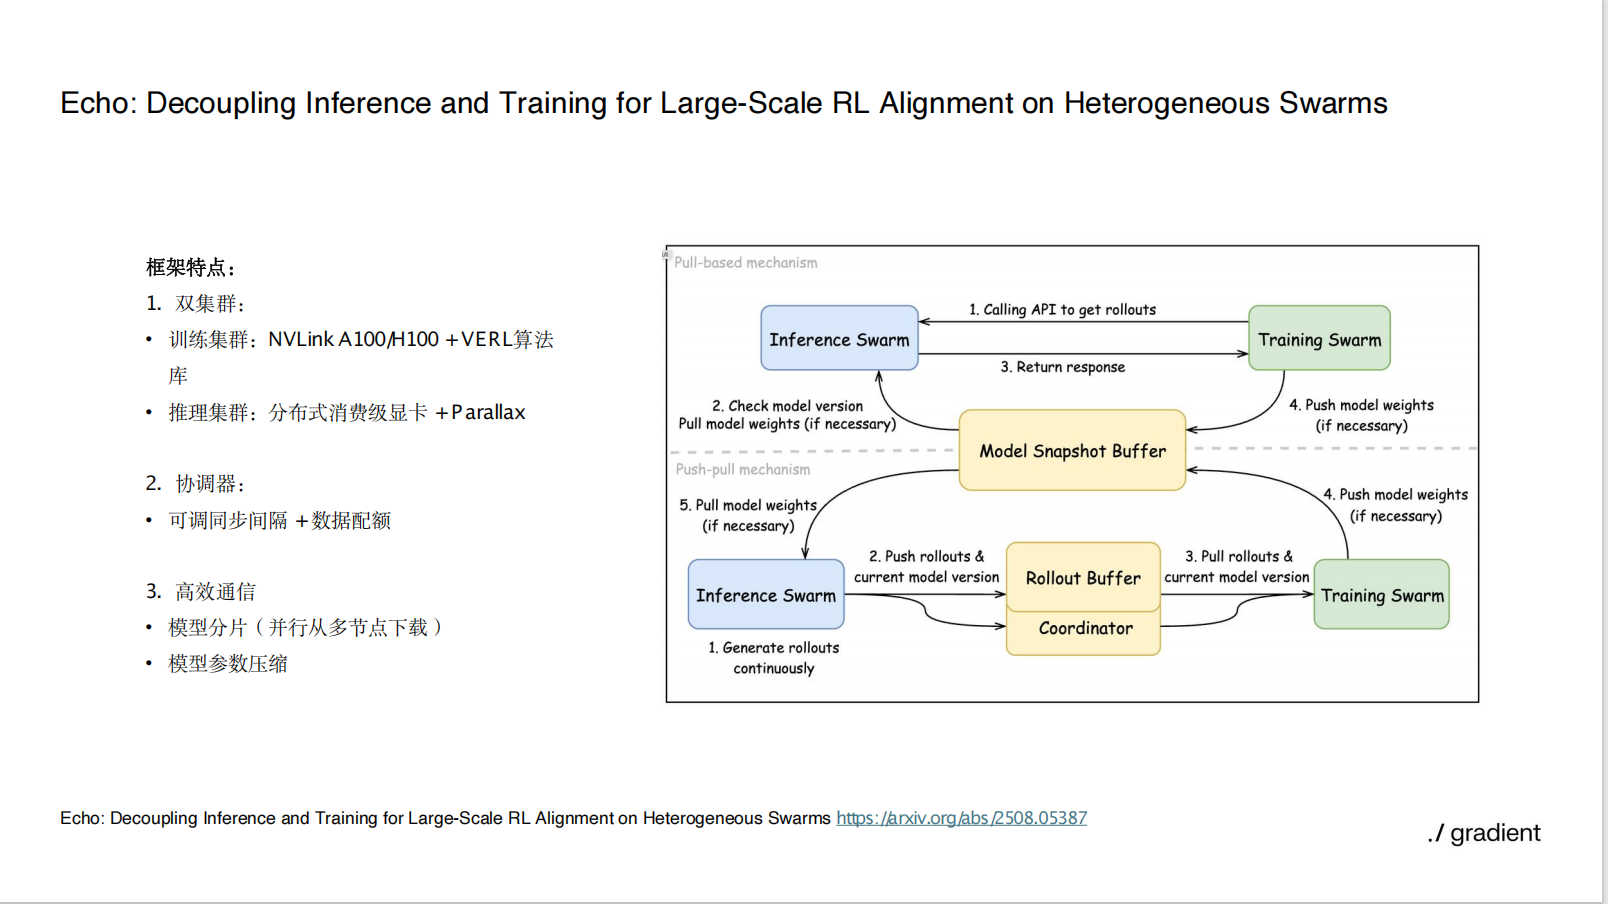 Echo: Decoupling Inference and Training for Large-Scale RL Alignment on Heterogeneous Swarms
框架特点：
1. 双集群：
• 训练集群：NVLink A100/H100 +VERL算法
库
• 推理集群：分布式消费级显卡 +Parallax
2. 协调器：
• 可调同步间隔 +数据配额
3. 高效通信
• 模型分片（并行从多节点下载）
• 模型参数压缩
Pull-based mechanism
1. Calling API to get rollouts
Inference Swarm
Training Swarm
3. Return response
2. Check model version
Pull model weights (if necessary)
4. Push model weights
(if necessary)
Model Snapshot Buffer
Push-pull mechanism
5. Pull model weights
(if necessary)
4. Push model weights
(if necessary)
2. Push rollouts &
current model version
Rollout Buffer
3. Pull rollouts &
current model version
Inference Swarm
Training Swarm
Coordinator
1. Generate rollouts
continuously
Echo: Decoupling Inference and Training for Large-Scale RL Alignment on Heterogeneous Swarms https://arxiv.org/abs/2508.05387
./ gradient